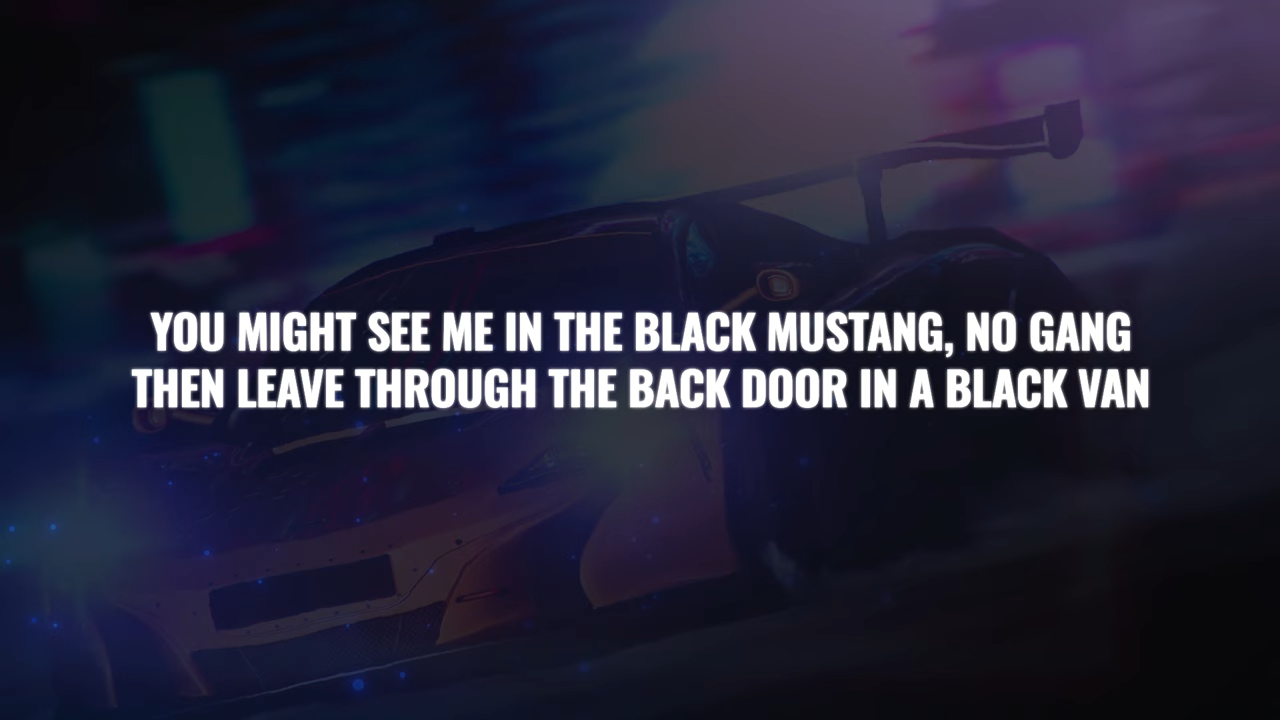 YOU MIGHT SEE ME IN THE BLACK MUSTANG, NO GANG
THEN LEAVE THROUGH THE BACK DOOR IN A BLACK VAN